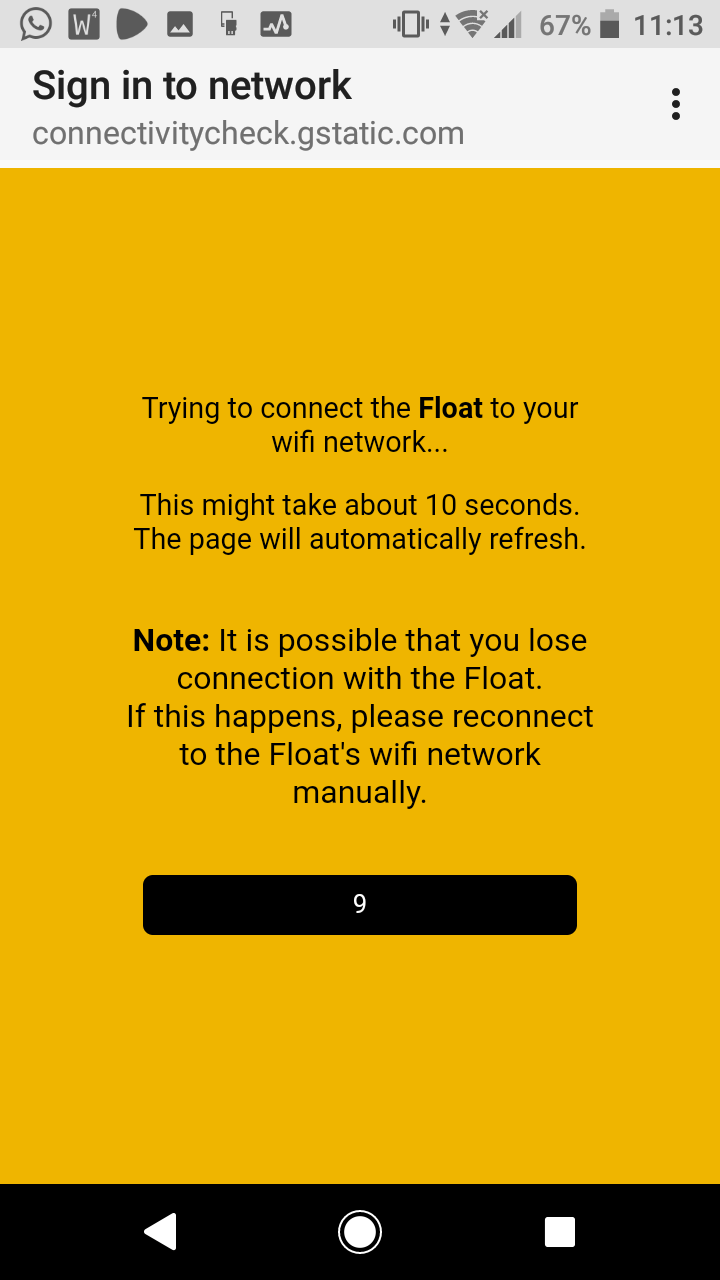 W4
67% 11:13
Sign in to network
connectivitycheck.gstatic.com
Trying to connect the Float to your
wifi network...
This might take about 10 seconds.
The page will automatically refresh.
Note: It is possible that you lose
connection with the Float.
If this happens, please reconnect
to the Float's wifi network
manually.
9